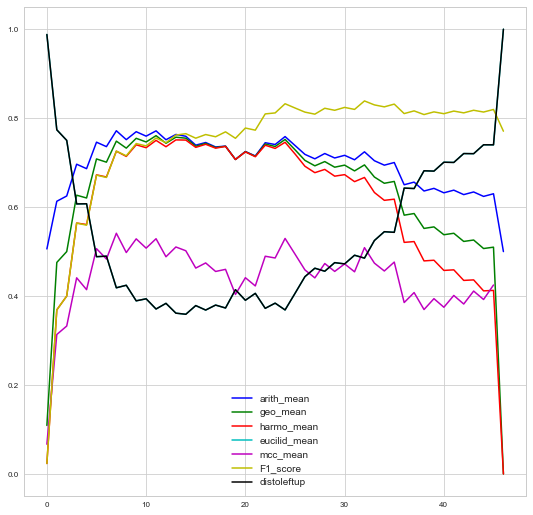 1.0
0.8
0.6
0.4
0.2
0.0
arith_mean
geo_mean
harmo_mean
eucilid_mean
mcc_mean
F1_score
distoleftup
0 10 20 30 40